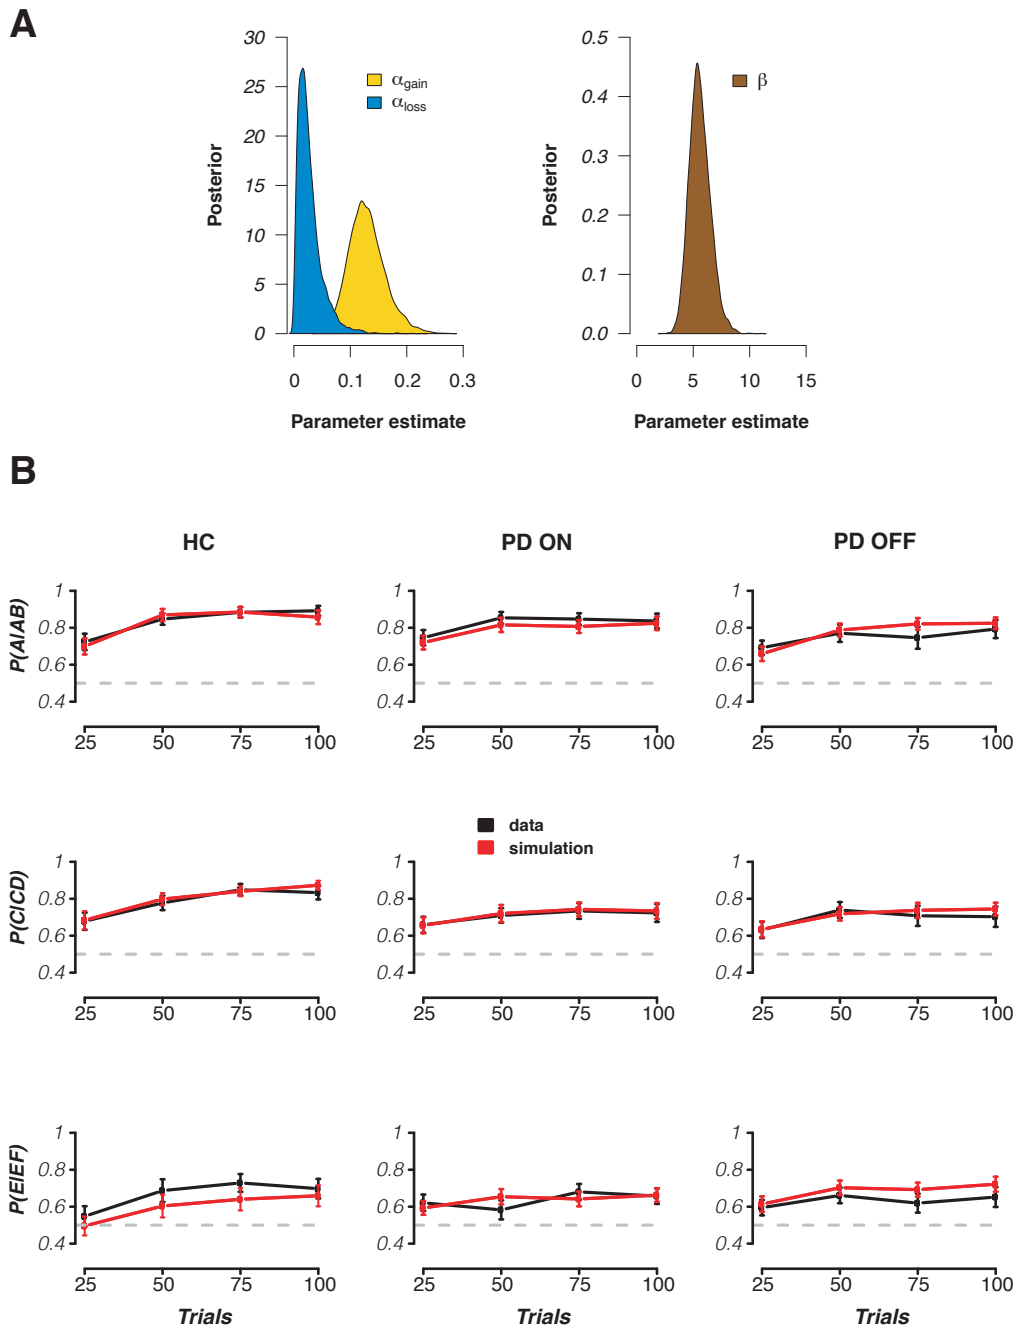 A
30
25
20
15
10
5
0
Posterior
αgain
αloss
0 0.1 0.2 0.3
Parameter estimate
0.5
0.4
0.3
0.2
0.1
0.0
Posterior
β
0 5 10 15
Parameter estimate
B
HC
PD ON
PD OFF
P(A|AB)
1
0.8
0.6
0.4
25 50 75 100
1
0.8
0.6
0.4
25 50 75 100
1
0.8
0.6
0.4
25 50 75 100
data
simulation
P(C|CD)
1
0.8
0.6
0.4
25 50 75 100
1
0.8
0.6
0.4
25 50 75 100
1
0.8
0.6
0.4
25 50 75 100
P(E|EF)
1
0.8
0.6
0.4
25 50 75 100
Trials
1
0.8
0.6
0.4
25 50 75 100
Trials
1
0.8
0.6
0.4
25 50 75 100
Trials